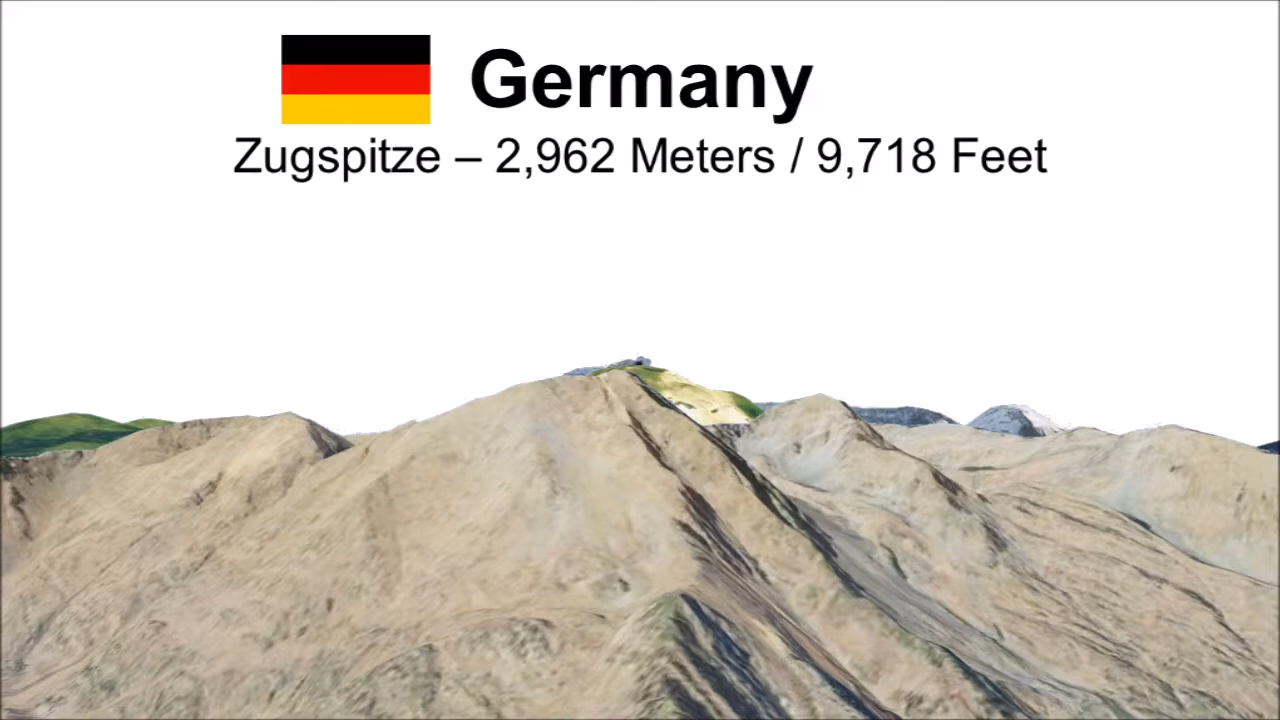 Germany
Zugspitze – 2,962 Meters / 9,718 Feet